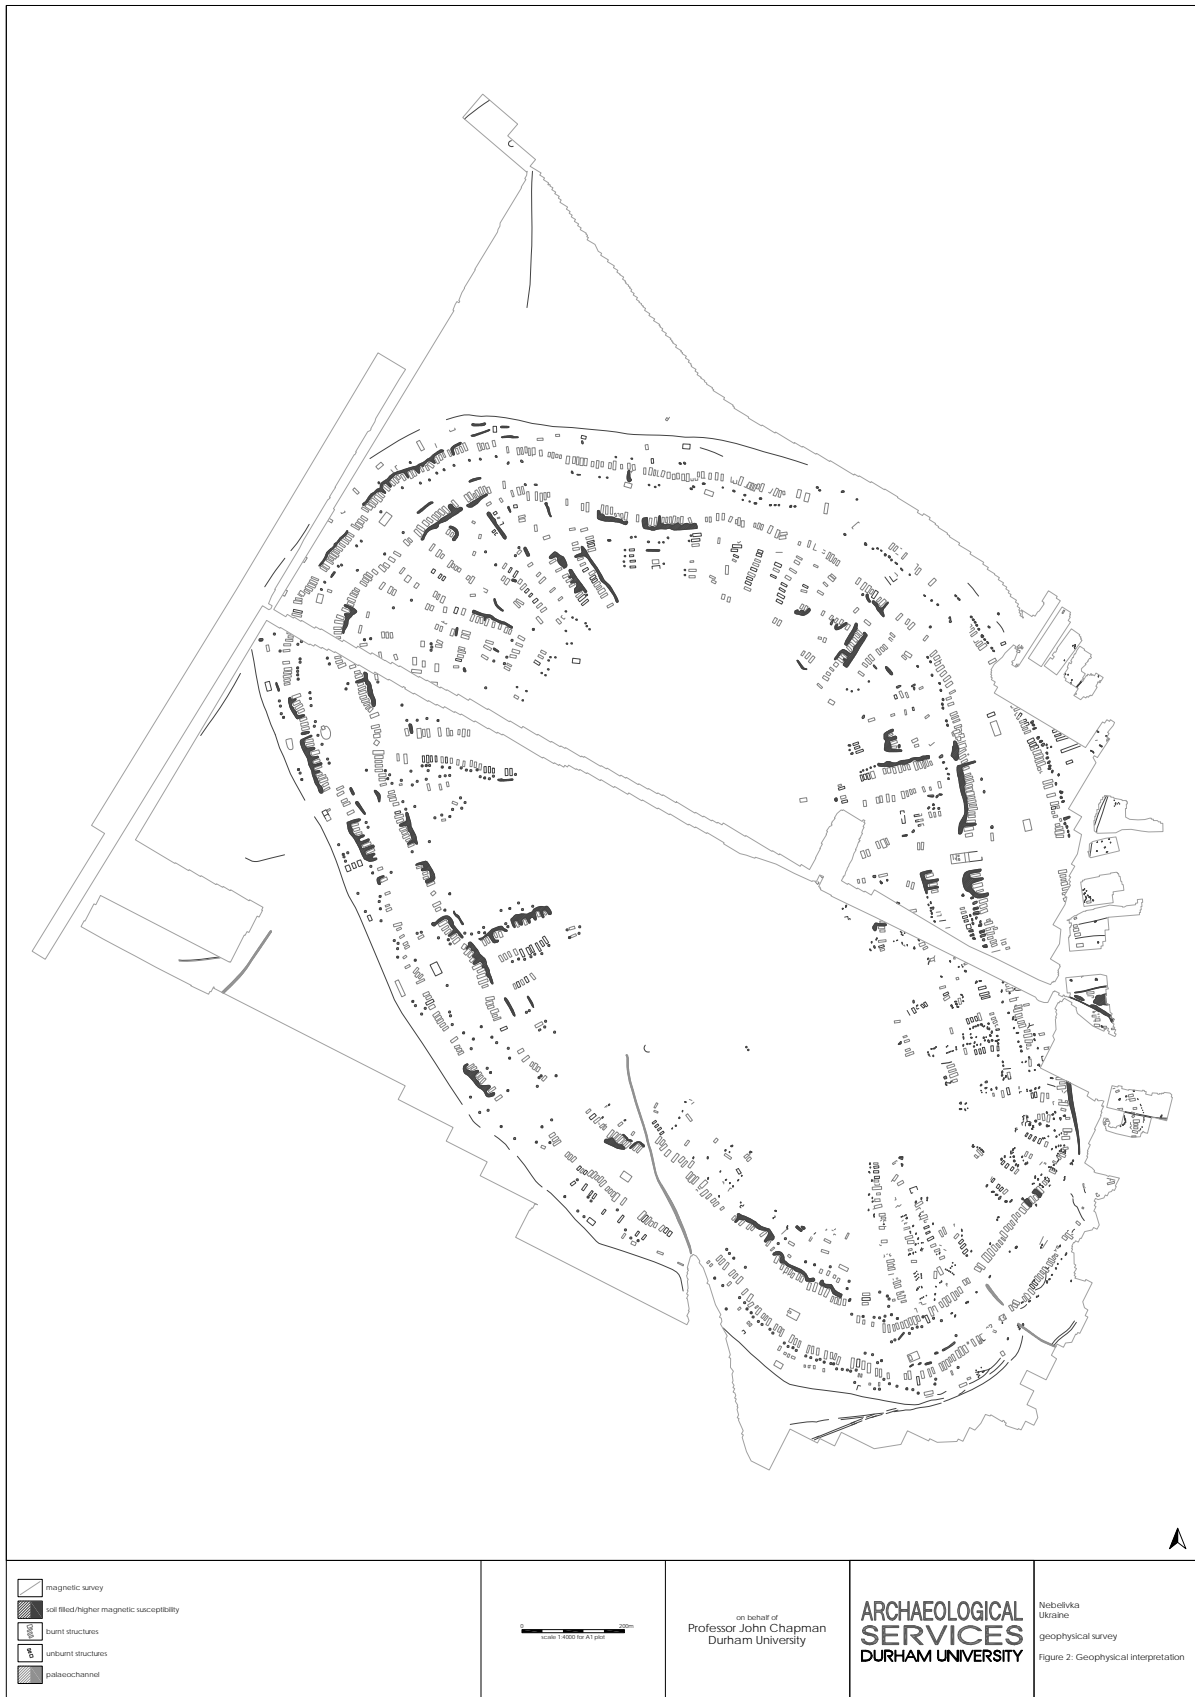 magnetic survey
soil filled/higher magnetic susceptibility
burnt structures
unburnt structures
palaeochannel
0 200m
scale 1:4000 for A1 plot
on behalf of
Professor John Chapman
Durham University
ARCHAEOLOGICAL
SERVICES
DURHAM UNIVERSITY
Nebelivka
Ukraine
geophysical survey
Figure 2: Geophysical interpretation